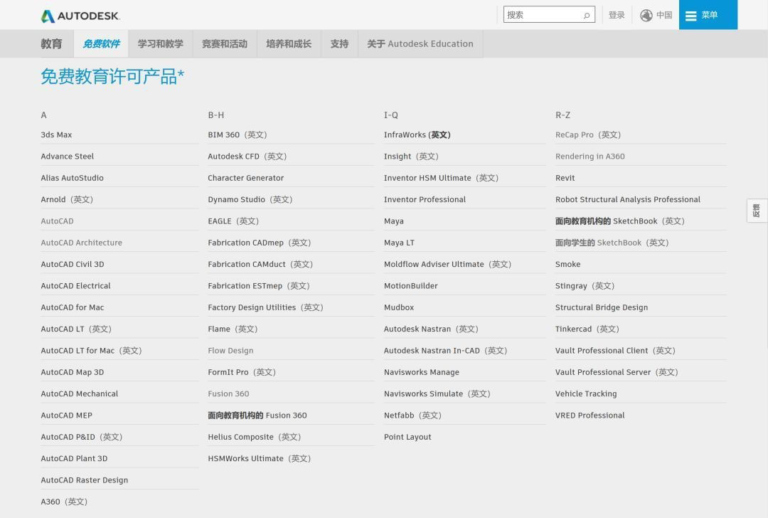 AUTODESK
搜索
登录
中国
菜单
教育
免费软件
学习和教学
竞赛和活动
培养和成长
支持
关于 Autodesk Education
免费教育许可产品*
A
3ds Max
Advance Steel
Alias AutoStudio
Arnold（英文）
AutoCAD
AutoCAD Architecture
AutoCAD Civil 3D
AutoCAD Electrical
AutoCAD for Mac
AutoCAD LT（英文）
AutoCAD LT for Mac（英文）
AutoCAD Map 3D
AutoCAD Mechanical
AutoCAD MEP
AutoCAD P&ID（英文）
AutoCAD Plant 3D
AutoCAD Raster Design
A360（英文）
B-H
BIM 360（英文）
Autodesk CFD（英文）
Character Generator
Dynamo Studio（英文）
EAGLE（英文）
Fabrication CADmep（英文）
Fabrication CAMduct（英文）
Fabrication ESTmep（英文）
Factory Design Utilities（英文）
Flame（英文）
Flow Design
FormIt Pro（英文）
Fusion 360
面向教育机构的 Fusion 360
Helius Composite（英文）
HSMWorks Ultimate（英文）
I-Q
InfraWorks (英文)
Insight（英文）
Inventor HSM Ultimate（英文）
Inventor Professional
Maya
Maya LT
Moldflow Adviser Ultimate（英文）
MotionBuilder
Mudbox
Autodesk Nastran（英文）
Autodesk Nastran In-CAD（英文）
Navisworks Manage
Navisworks Simulate（英文）
Netfabb（英文）
Point Layout
R-Z
ReCap Pro（英文）
Rendering in A360
Revit
Robot Structural Analysis Professional
面向教育机构的 SketchBook（英文）
面向学生的 SketchBook（英文）
Smoke
Stingray（英文）
Structural Bridge Design
Tinkercad（英文）
Vault Professional Client（英文）
Vault Professional Server（英文）
Vehicle Tracking
VRED Professional
反馈